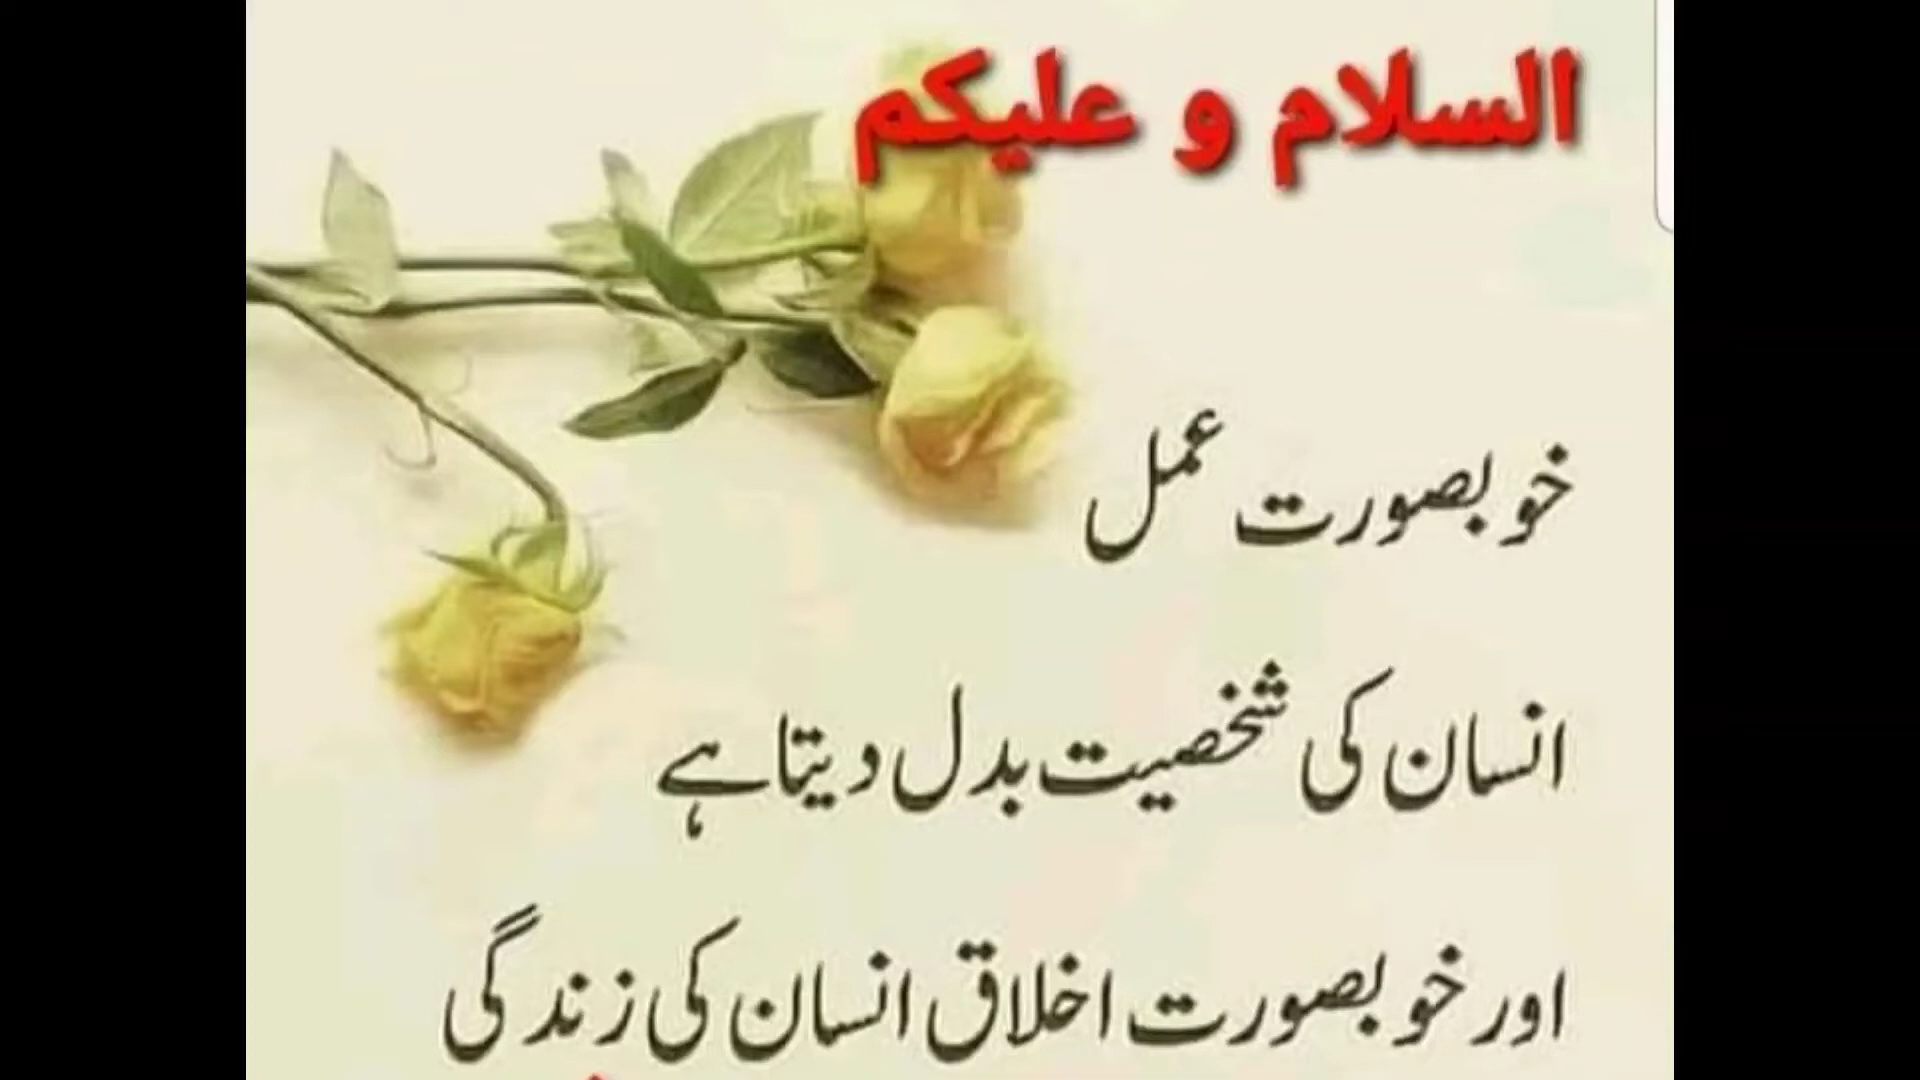 السلام و علیکم
خوبصورت عمل
انسان کی شخصیت بدل دیتا ہے
اور خوبصورت اخلاق انسان کی زندگی